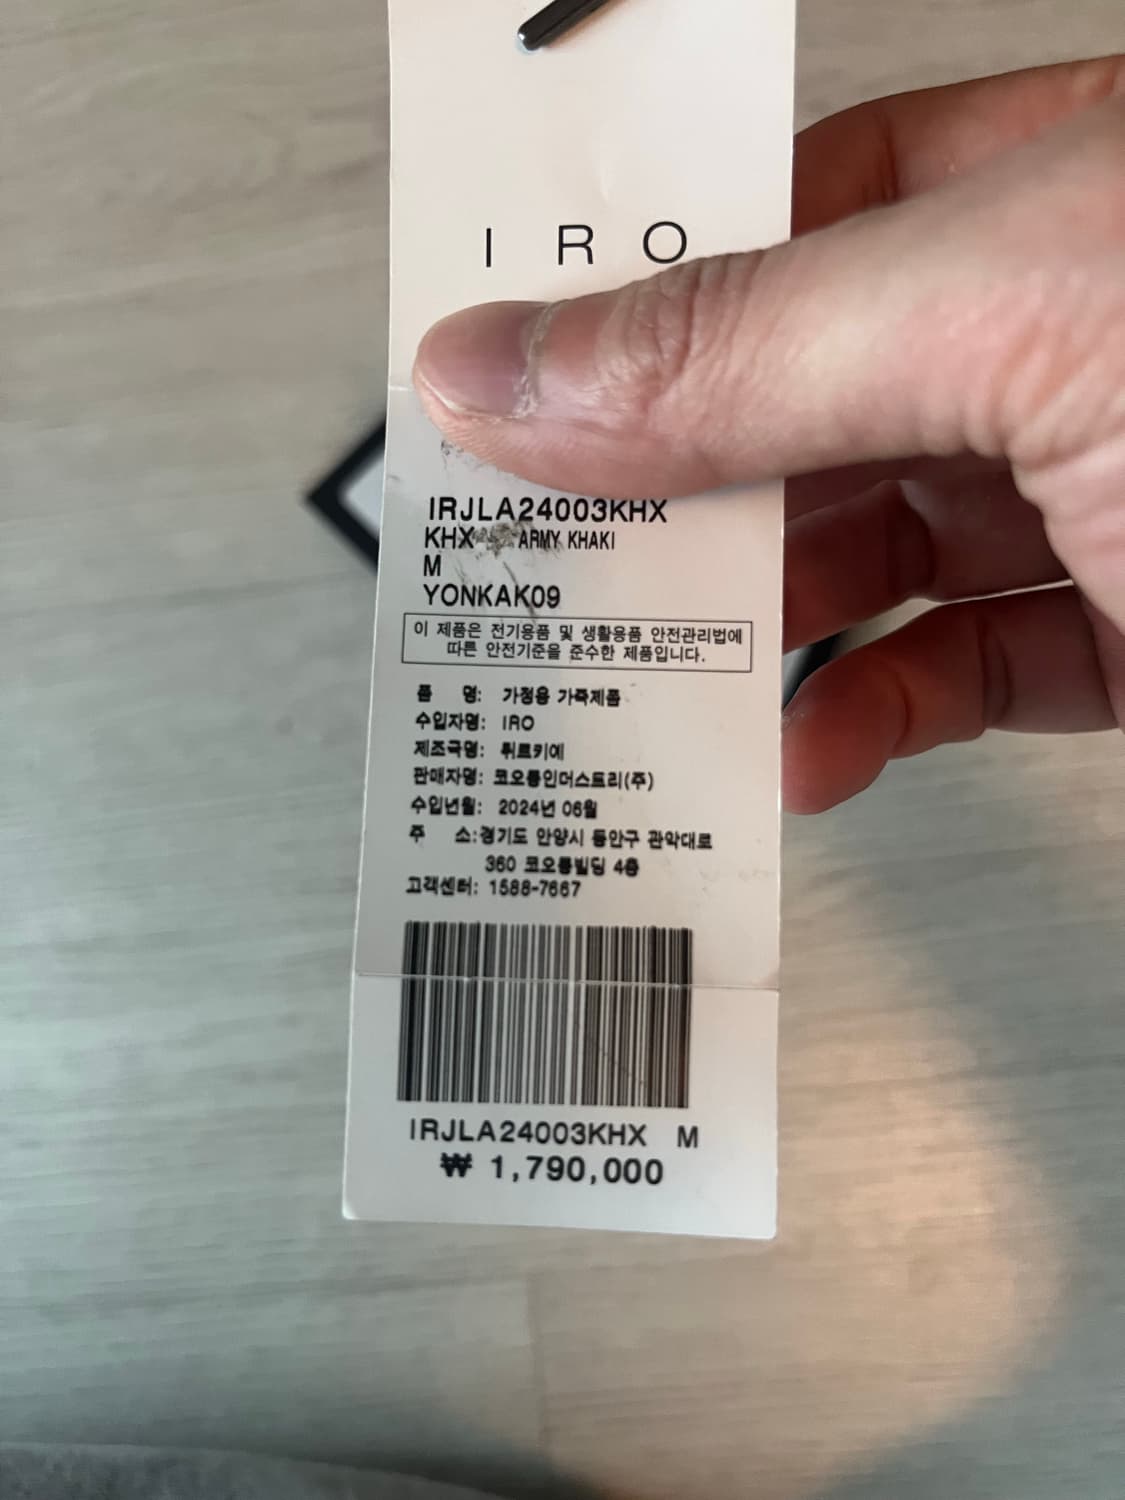 IRO
IRJLA24003KHX
KHX ARMY KHAKI
M
YONKAK09
이 제품은 전기용품 및 생활용품 안전관리법에
따른 안전기준을 준수한 제품입니다.
품 명: 가정용 가죽제품
수입자명: IRO
제조국명: 튀르키예
판매자명: 코오롱인더스트리(주)
수입년월: 2024년 06월
주 소:경기도 안양시 동안구 관악대로
360 코오롱빌딩 4층
고객센터: 1588-7667
IRJLA24003KHX M
₩ 1,790,000